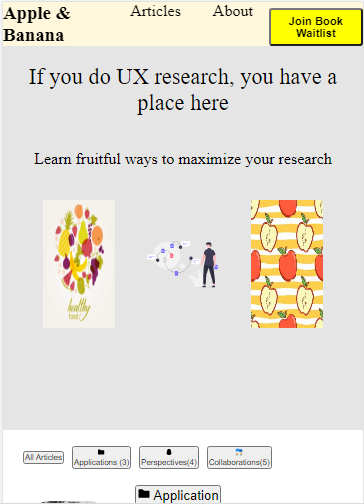 Apple & Banana
Articles
About
Join Book Waitlist
If you do UX research, you have a
place here
Learn fruitful ways to maximize your research
healthy
food
All Articles
Applications (3)
Perspectives(4)
Collaborations(5)
Application